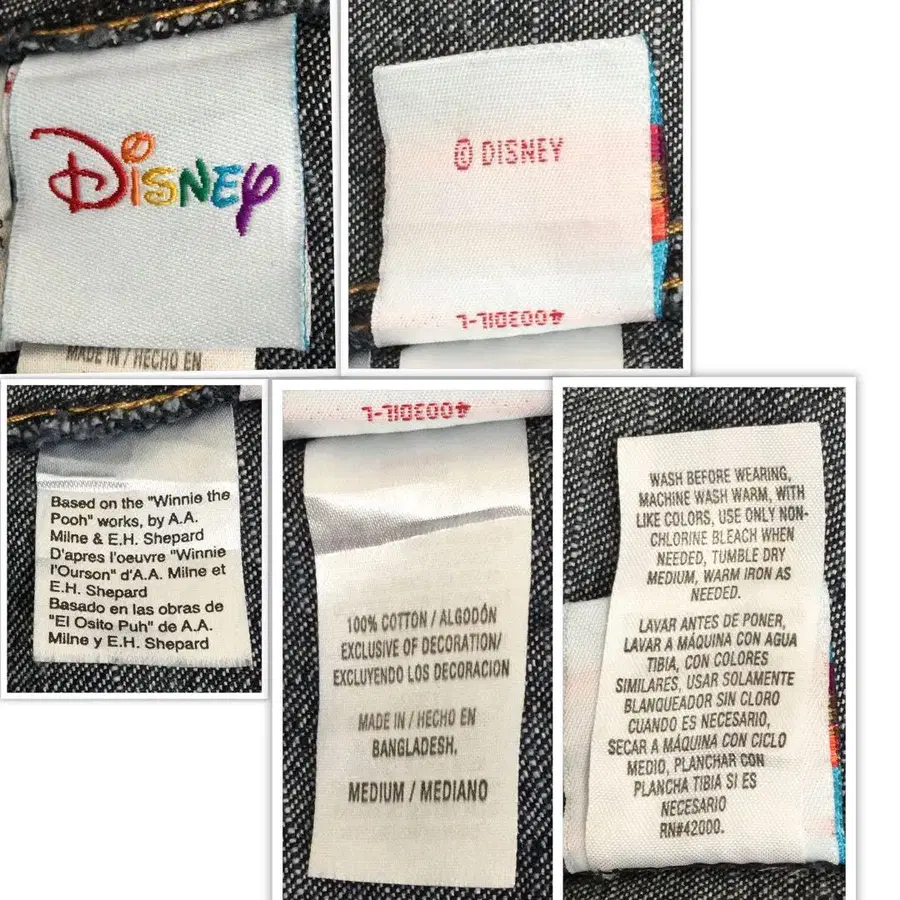 DISNEY
MADE IN / HECHO EN
© DISNEY
Based on the "Winnie the
Pooh" works, by A.A.
Milne & E.H. Shepard
D'apres l'oeuvre "Winnie
l'Ourson" d'A.A. Milne et
E.H. Shepard
Basado en las obras de
"El Osito Puh" de A.A.
Milne y E.H. Shepard
100% COTTON / ALGODÓN
EXCLUSIVE OF DECORATION/
EXCLUYENDO LOS DECORACION
MADE IN / HECHO EN
BANGLADESH.
MEDIUM / MEDIANO
WASH BEFORE WEARING,
MACHINE WASH WARM, WITH
LIKE COLORS, USE ONLY NON-
CHLORINE BLEACH WHEN
NEEDED, TUMBLE DRY
MEDIUM, WARM IRON AS
NEEDED.
LAVAR ANTES DE PONER,
LAVAR A MÁQUINA CON AGUA
TIBIA, CON COLORES
SIMILARES, USAR SOLAMENTE
BLANQUEADOR SIN CLORO
CUANDO ES NECESARIO,
SECAR A MÁQUINA CON CICLO
MEDIO, PLANCHAR CON
PLANCHA TIBIA SI ES
NECESARIO
RN#42000.